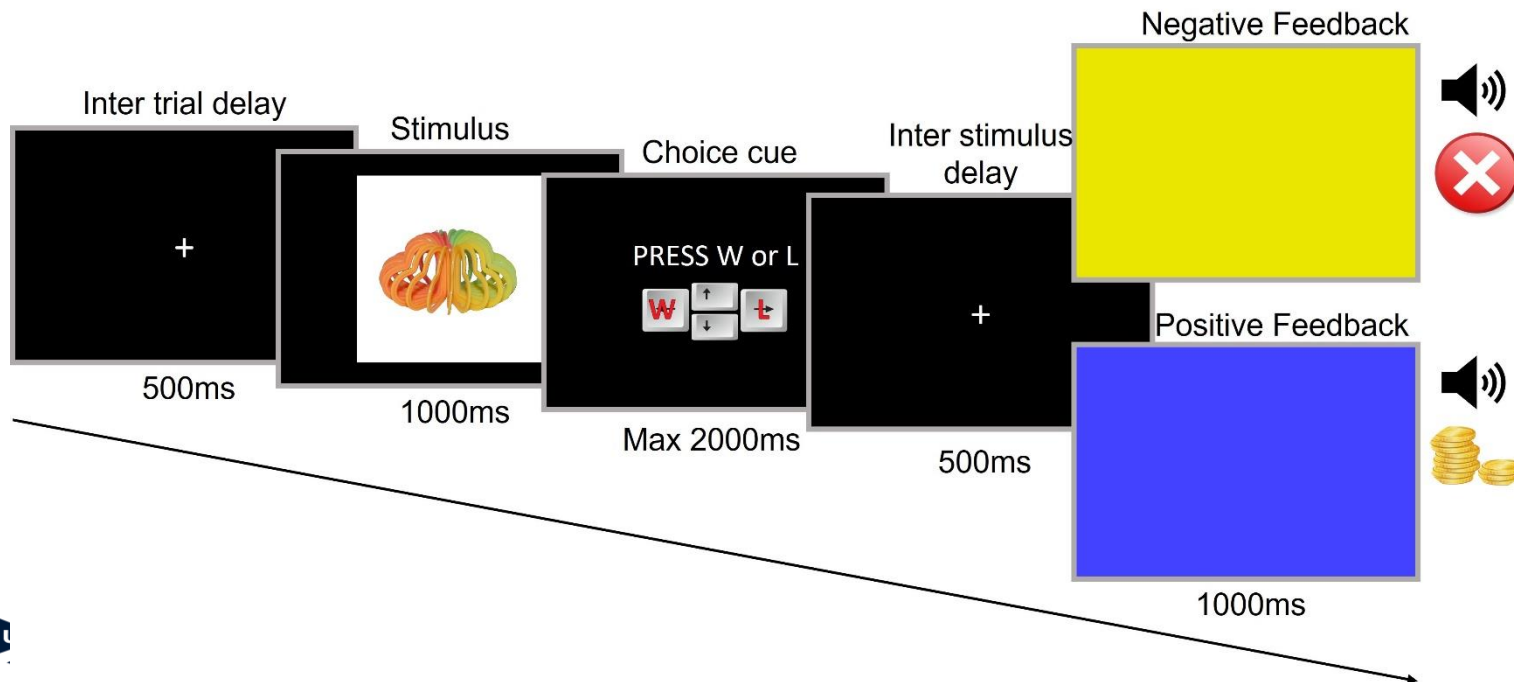 Inter trial delay
+
500ms
Stimulus
1000ms
Choice cue
PRESS W or L
W
L
Max 2000ms
Inter stimulus
delay
+
500ms
Negative Feedback
Positive Feedback
1000ms